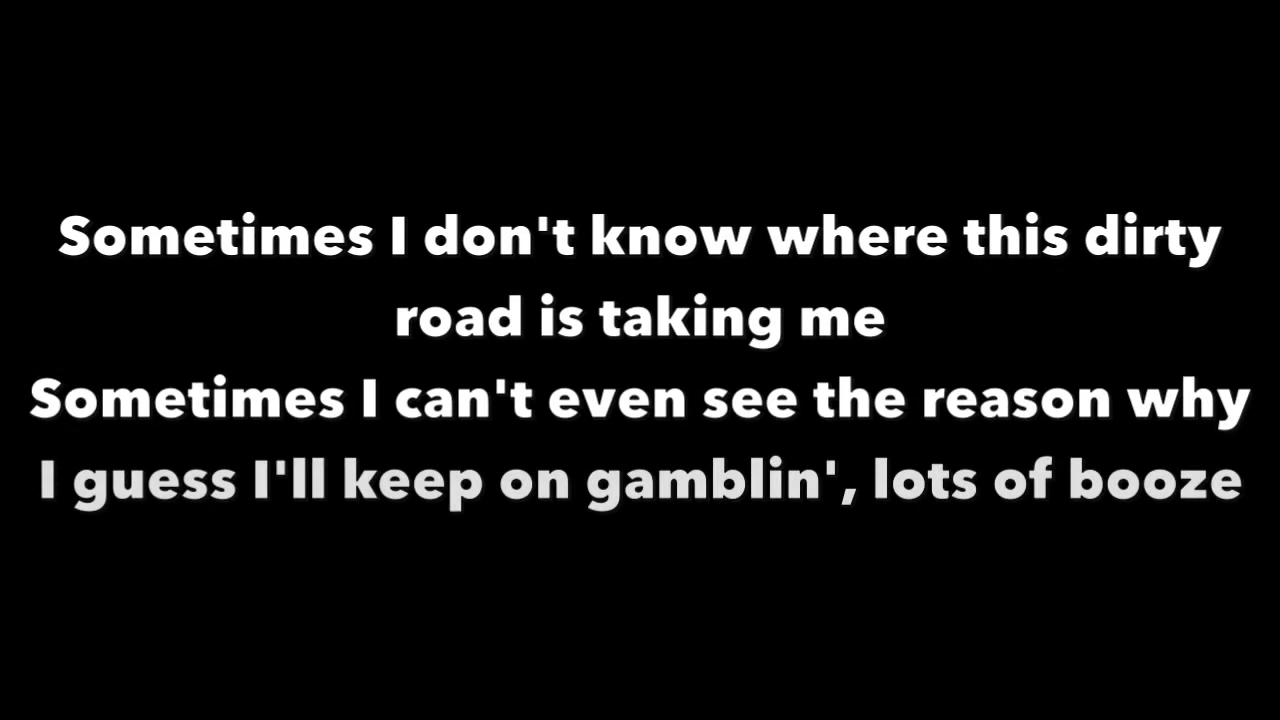 Sometimes I don't know where this dirty
road is taking me
Sometimes I can't even see the reason why
I guess I'll keep on gamblin', lots of booze